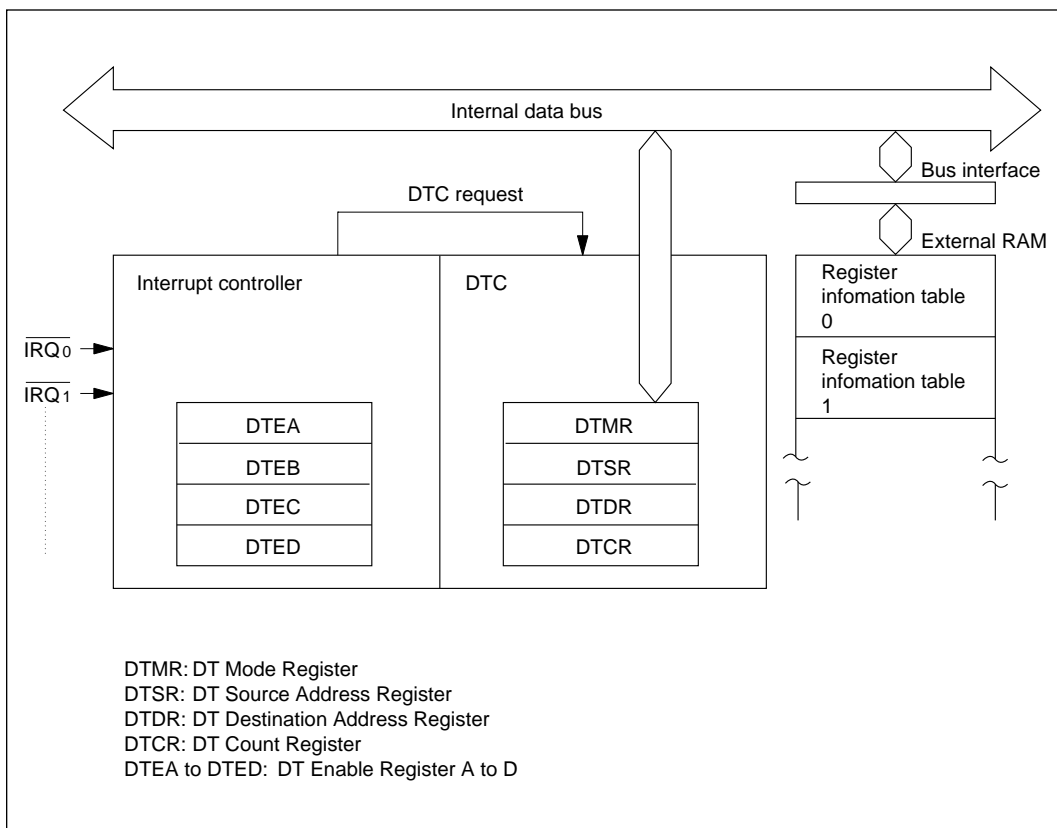 Internal data bus
Bus interface
DTC request
External RAM
Interrupt controller
DTC
Register
infomation table
0
IRQ0
Register
infomation table
1
IRQ1
DTEA
DTEB
DTEC
DTED
DTMR
DTSR
DTDR
DTCR
DTMR: DT Mode Register
DTSR: DT Source Address Register
DTDR: DT Destination Address Register
DTCR: DT Count Register
DTEA to DTED: DT Enable Register A to D